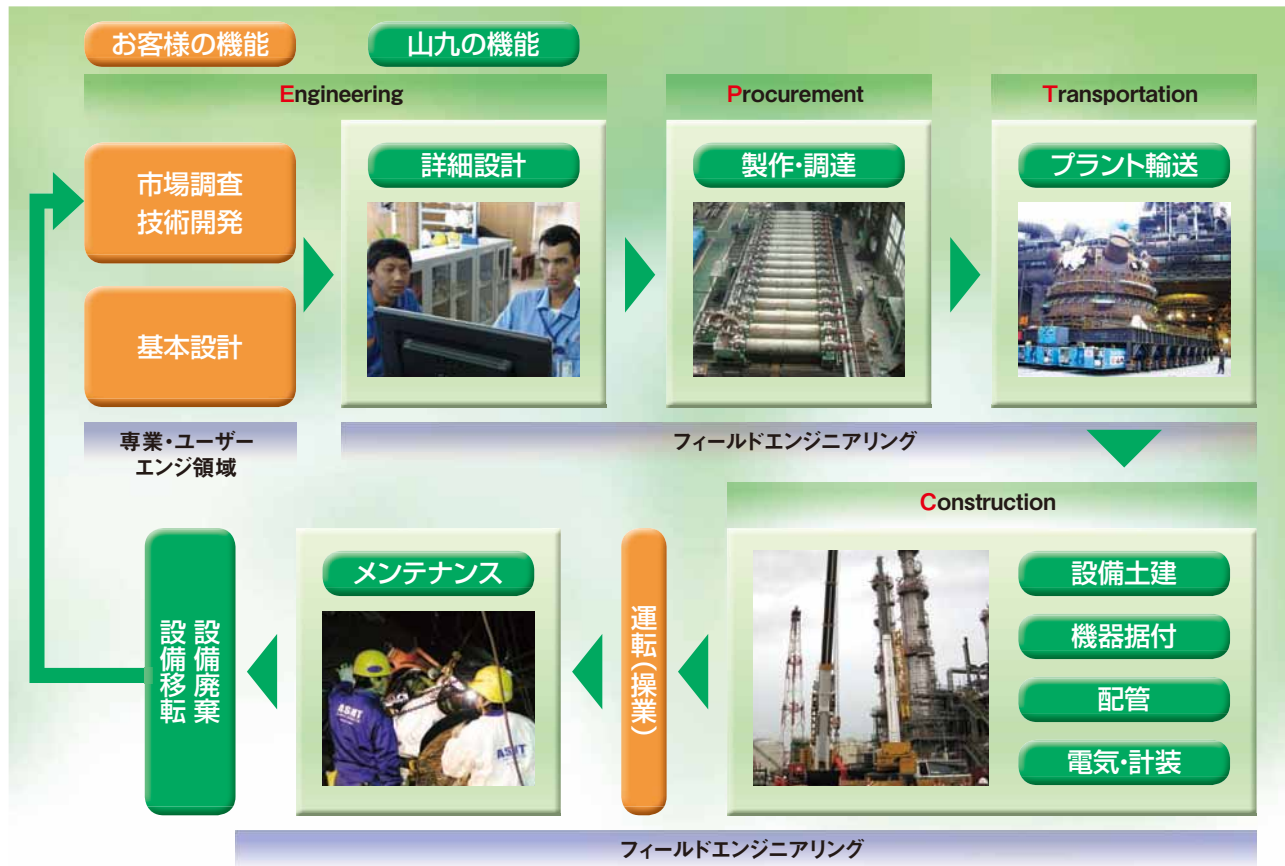 お客様の機能
山九の機能
Engineering
Procurement
Transportation
市場調査
技術開発
基本設計
詳細設計
製作・調達
プラント輸送
専業・ユーザー
エンジ領域
フィールドエンジニアリング
Construction
設備土建
機器据付
配管
電気・計装
運転(操業)
メンテナンス
設備廃棄
設備移転
フィールドエンジニアリング